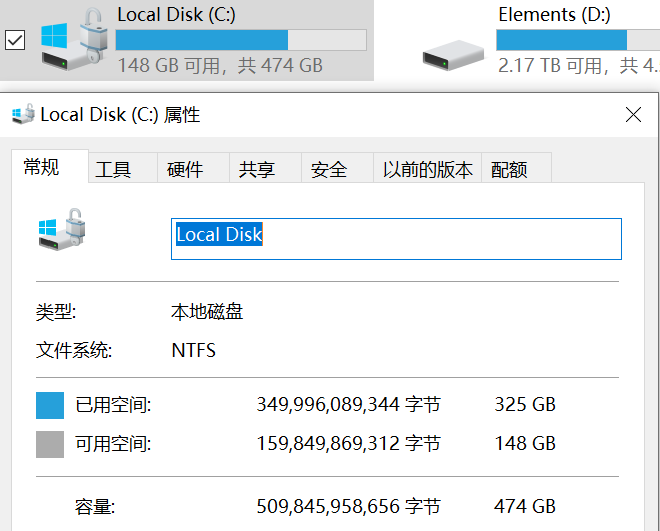 Local Disk (C:)
148 GB 可用，共 474 GB
Elements (D:)
2.17 TB 可用，共 4...
Local Disk (C:) 属性
常规 工具 硬件 共享 安全 以前的版本 配额
Local Disk
类型: 本地磁盘
文件系统: NTFS
已用空间: 349,996,089,344 字节 325 GB
可用空间: 159,849,869,312 字节 148 GB
容量: 509,845,958,656 字节 474 GB